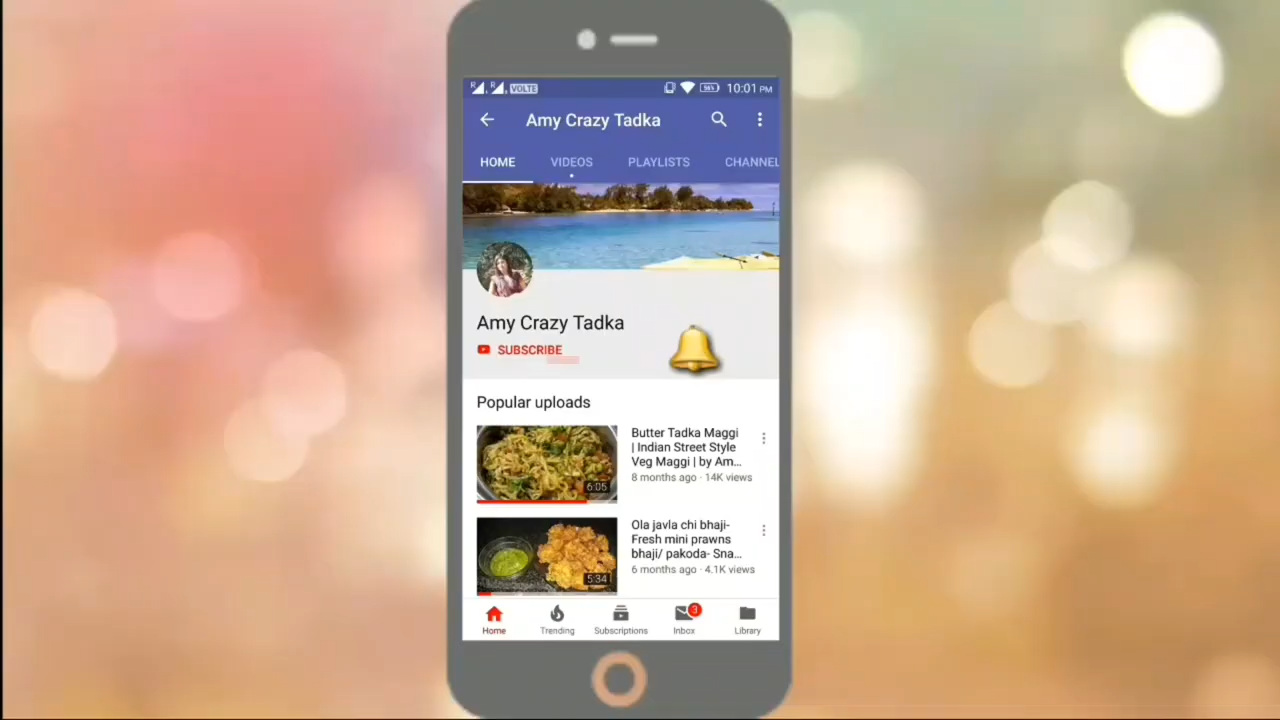 R R VOLTE 56% 10:01 PM
Amy Crazy Tadka
HOME VIDEOS PLAYLISTS CHANNEL
Amy Crazy Tadka
SUBSCRIBE
Popular uploads
Butter Tadka Maggi
| Indian Street Style
Veg Maggi | by Am...
8 months ago · 14K views
6:05
Ola javla chi bhaji-
Fresh mini prawns
bhaji/ pakoda- Sna...
6 months ago · 4.1K views
5:34
3
Home Trending Subscriptions Inbox Library